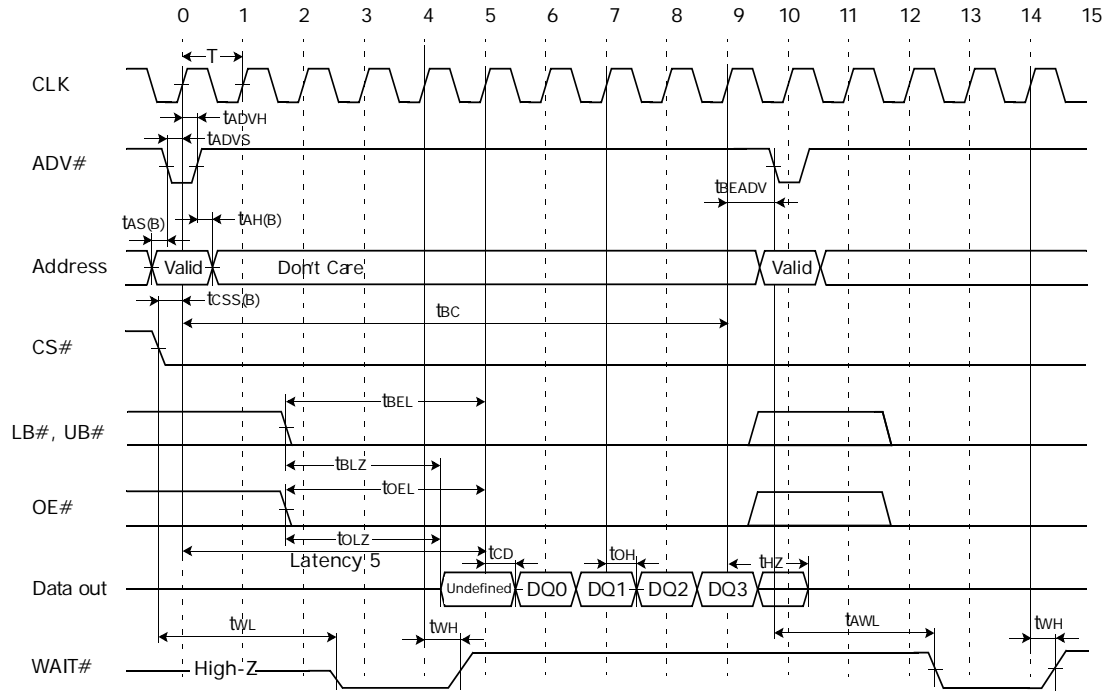 0 1 2 3 4 5 6 7 8 9 10 11 12 13 14 15
T
CLK
tADVH
tADVS
ADV#
tBEADV
tAS(B) tAH(B)
Address Valid Don't Care Valid
tCSS(B)
tBC
CS#
tBEL
LB#, UB#
tBLZ
tOEL
OE#
tOLZ
Latency 5 tCD tOH tHZ
Data out Undefined DQ0 DQ1 DQ2 DQ3
tWL tWH tAWL tWH
WAIT# High-Z